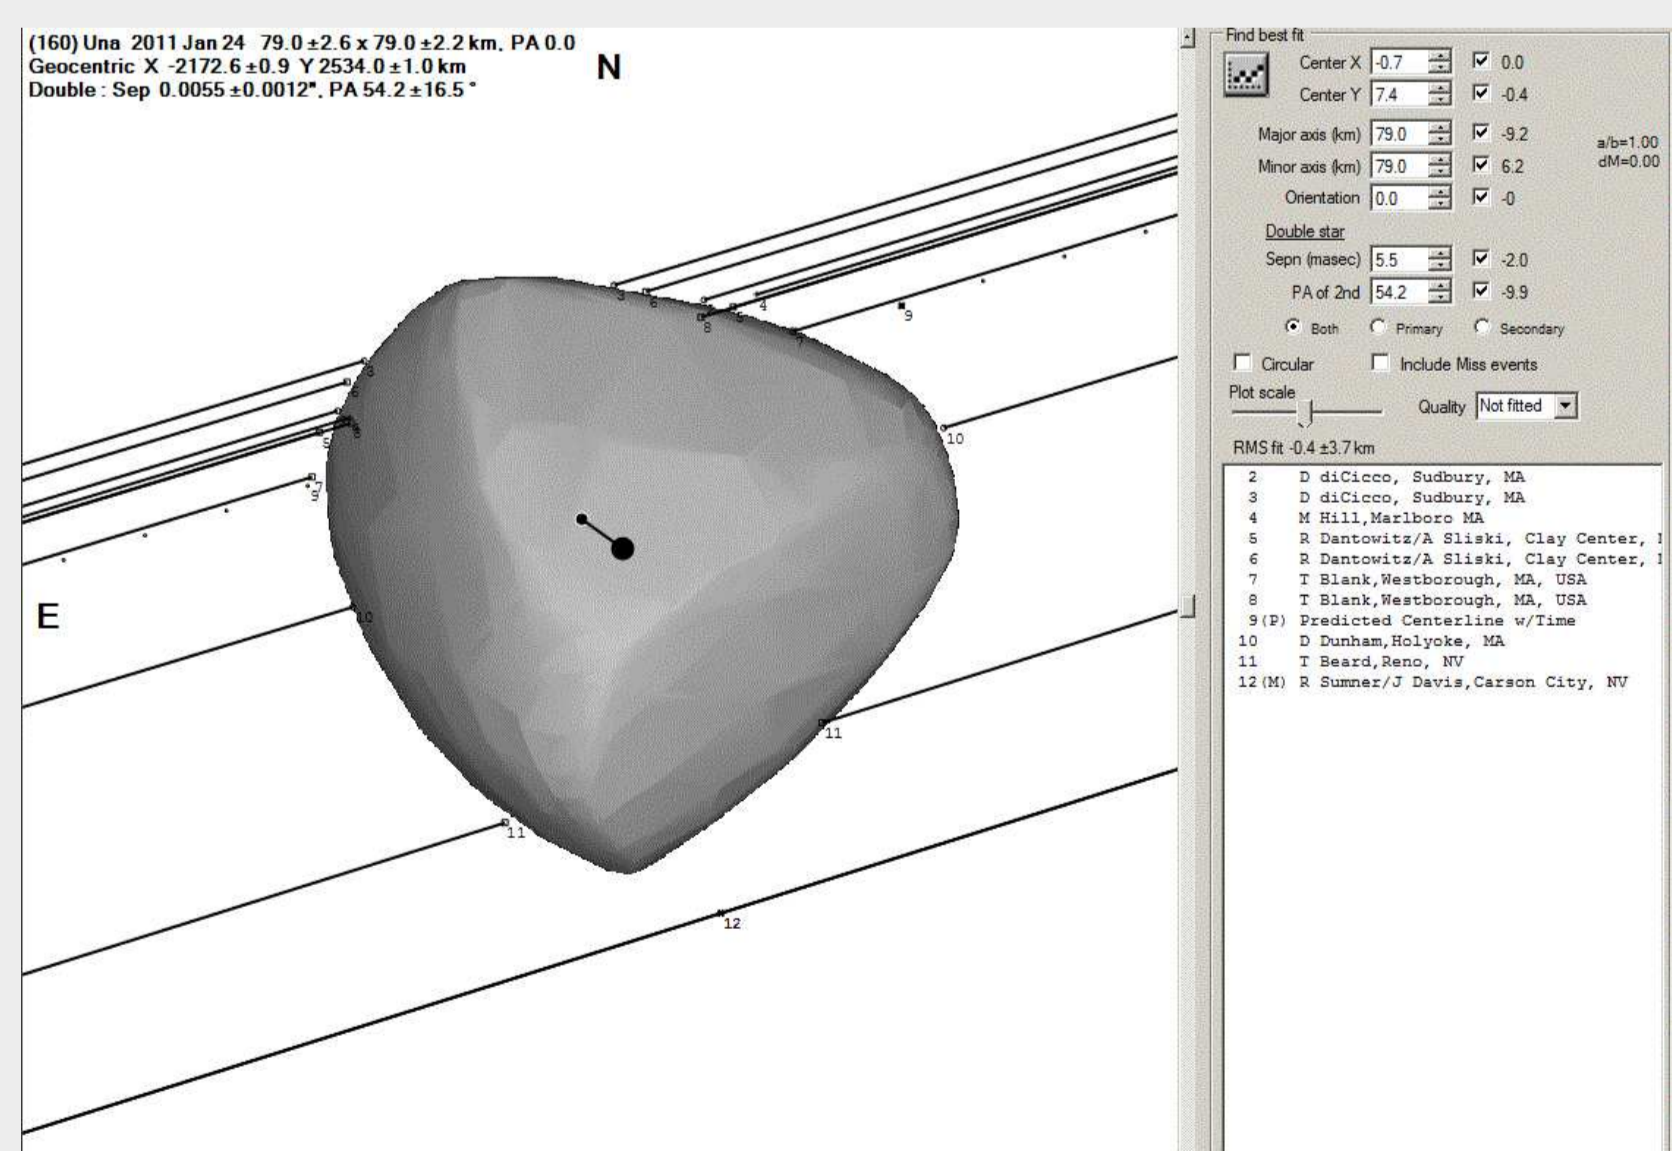 (160) Una 2011 Jan 24 79.0 ±2.6 x 79.0 ±2.2 km, PA 0.0
Geocentric X -2172.6 ±0.9 Y 2534.0 ±1.0 km
Double : Sep 0.0055 ±0.0012", PA 54.2 ±16.5 °
N
E
3
6
8
5
4
7
9
10
3
6
5
8
7
9
10
11
11
12
Find best fit
Center X -0.7 0.0
Center Y 7.4 -0.4
Major axis (km) 79.0 -9.2
a/b=1.00
Minor axis (km) 79.0 6.2
dM=0.00
Orientation 0.0 -0
Double star
Sepn (masec) 5.5 -2.0
PA of 2nd 54.2 -9.9
Both Primary Secondary
Circular Include Miss events
Plot scale
Quality Not fitted
RMS fit -0.4 ±3.7 km
2 D diCicco, Sudbury, MA
3 D diCicco, Sudbury, MA
4 M Hill,Marlboro MA
5 R Dantowitz/A Sliski, Clay Center,
6 R Dantowitz/A Sliski, Clay Center,
7 T Blank,Westborough, MA, USA
8 T Blank,Westborough, MA, USA
9(P) Predicted Centerline w/Time
10 D Dunham,Holyoke, MA
11 T Beard,Reno, NV
12(M) R Sumner/J Davis,Carson City, NV